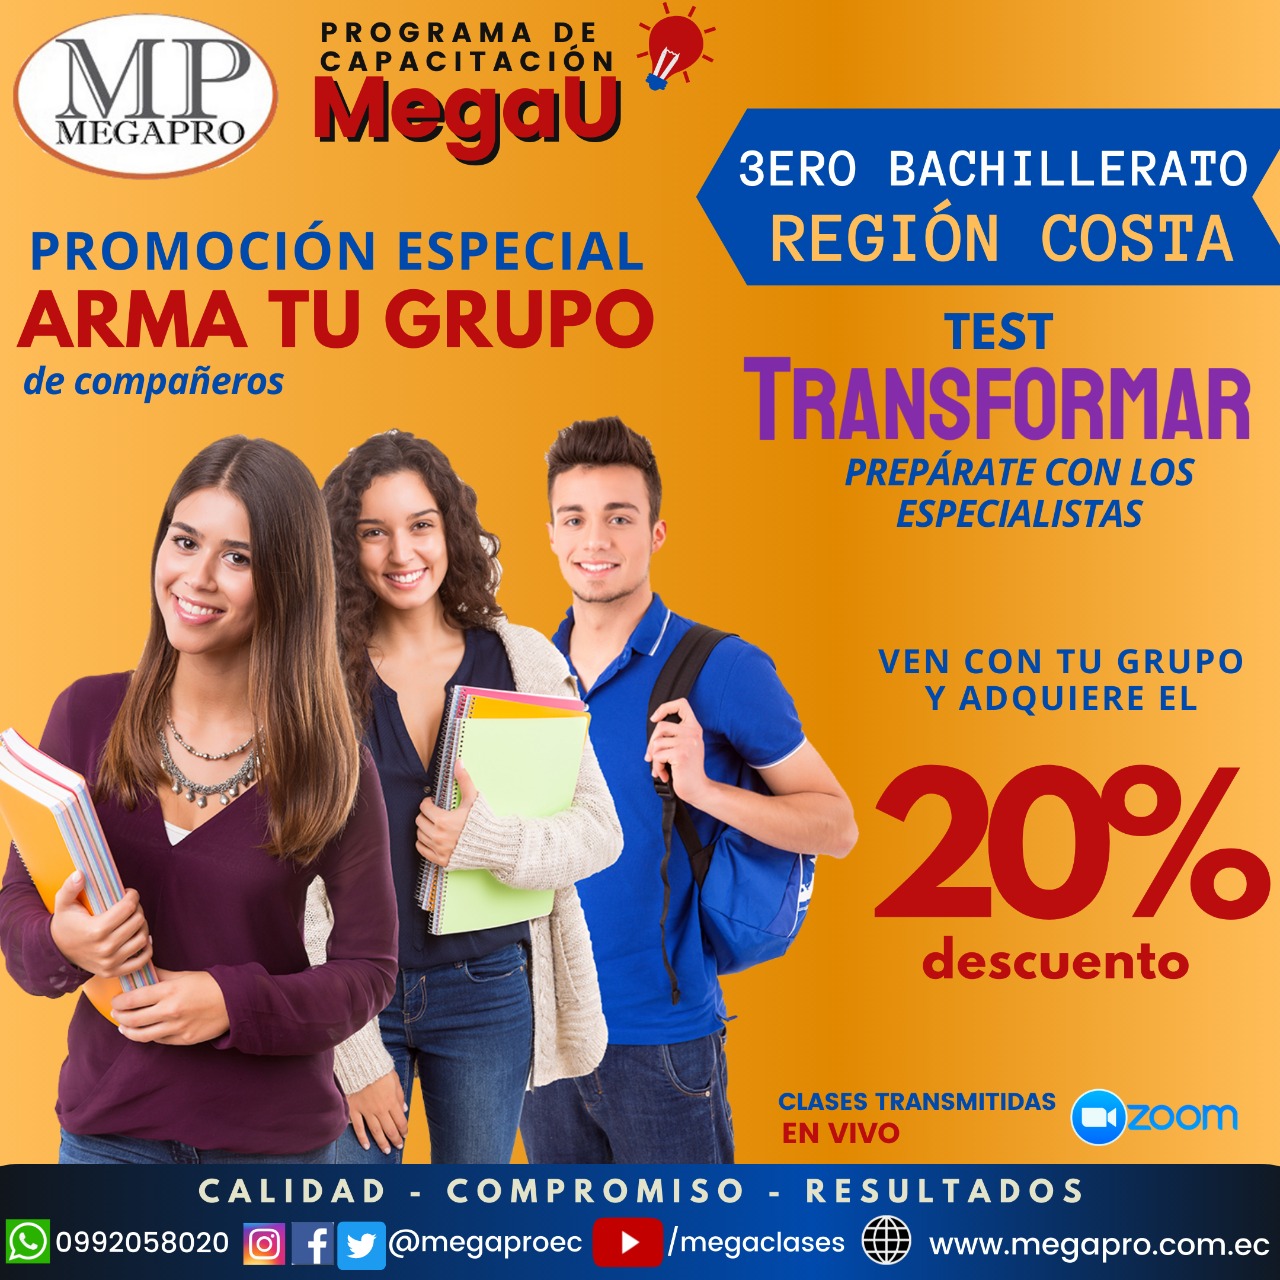 MP
MEGAPRO
PROGRAMA DE
CAPACITACIÓN
MegaU
3ERO BACHILLERATO
REGIÓN COSTA
PROMOCIÓN ESPECIAL
ARMA TU GRUPO
de compañeros
TEST
TRANSFORMAR
PREPÁRATE CON LOS
ESPECIALISTAS
VEN CON TU GRUPO
Y ADQUIERE EL
20%
descuento
CLASES TRANSMITIDAS
EN VIVO
zoom
CALIDAD - COMPROMISO - RESULTADOS
0992058020 @megaproec /megaclases www.megapro.com.ec